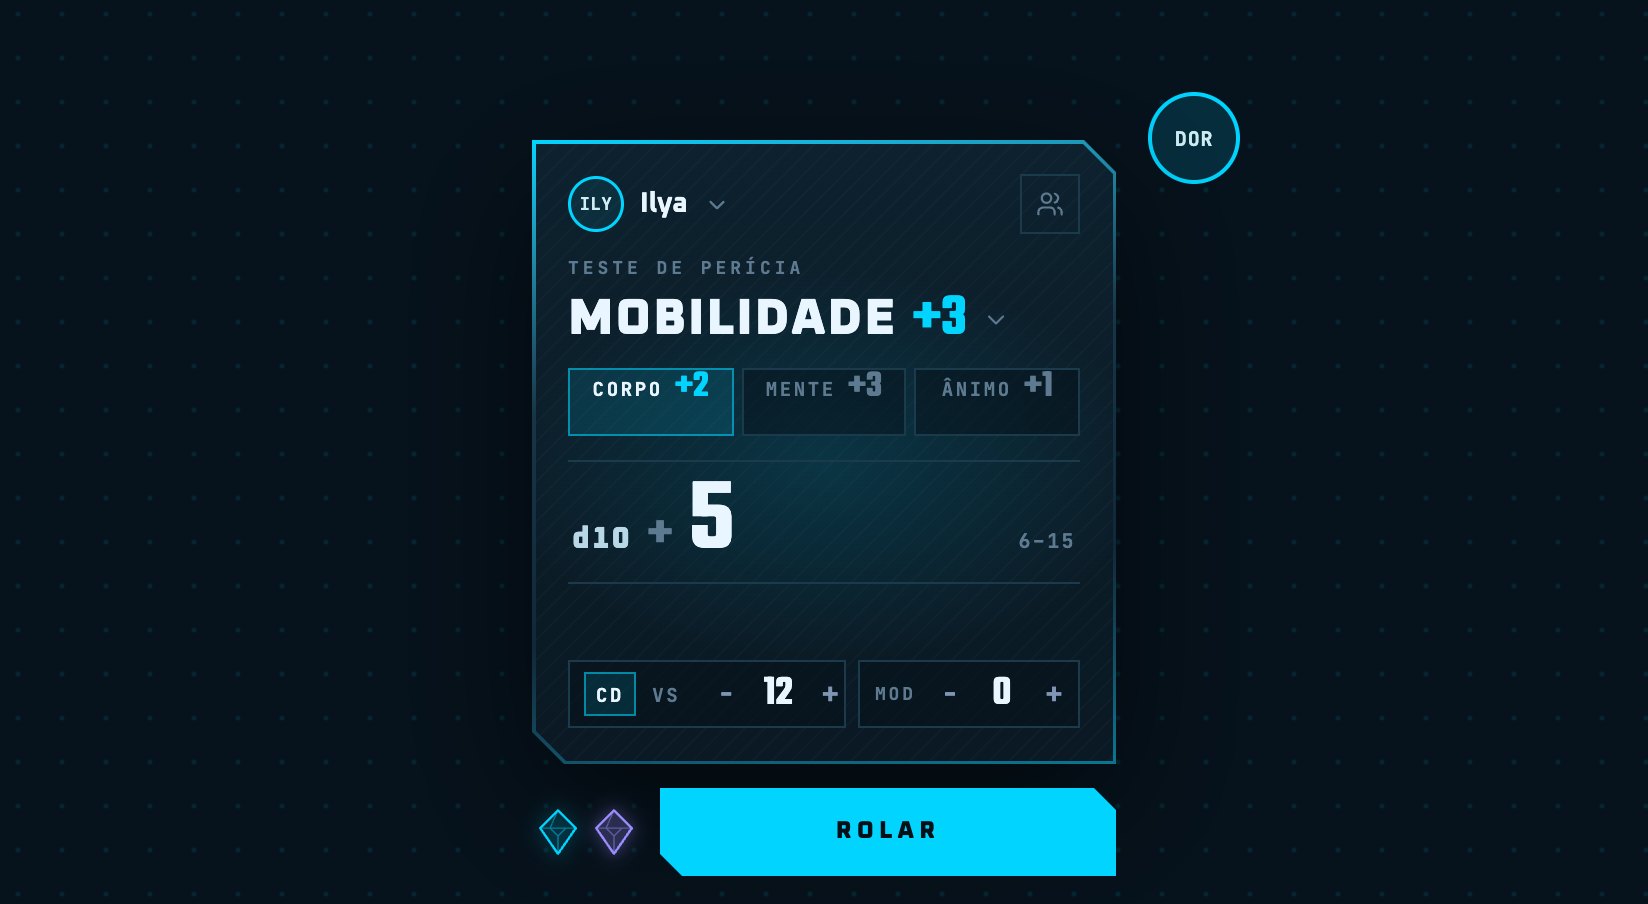 DOR
ILY Ilya
TESTE DE PERÍCIA
MOBILIDADE +3
CORPO +2 MENTE +3 ÂNIMO +1
d10 + 5 6–15
CD VS - 12 + MOD - 0 +
ROLAR